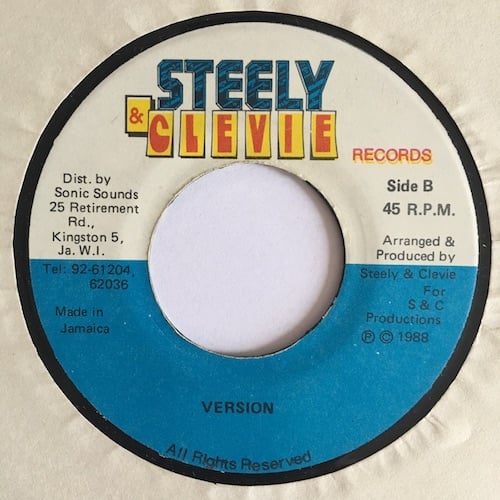 STEELY
& CLEVIE
RECORDS
Dist. by
Sonic Sounds
25 Retirement
Rd.,
Kingston 5,
Ja. W.I.
Tel: 92-61204,
62036
Made in
Jamaica
Side B
45 R.P.M.
Arranged &
Produced by
Steely & Clevie
For
S & C
Productions
Ⓟ © 1988
VERSION
All Rights Reserved